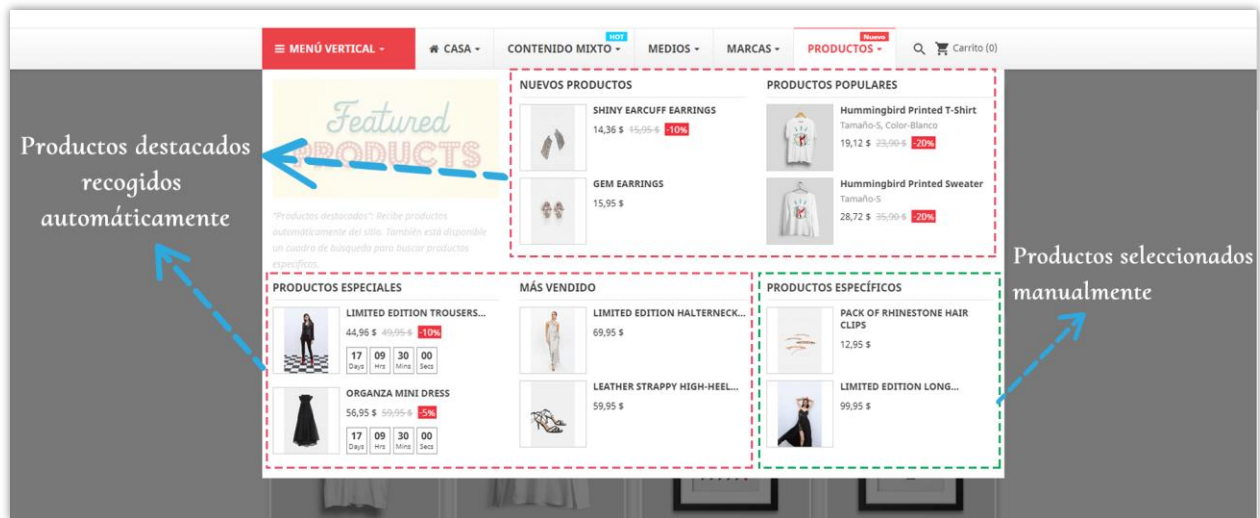 MENÚ VERTICAL
CASA
CONTENIDO MIXTO
HOT
MEDIOS
MARCAS
PRODUCTOS
Nuevo
Carrito (0)
Featured
PRODUCTS
"Productos destacados": Recibe productos
automáticamente del sitio. También está disponible
un cuadro de búsqueda para buscar productos
específicos.
NUEVOS PRODUCTOS
SHINY EARCUFF EARRINGS
14,36 $ 15,95 $ -10%
GEM EARRINGS
15,95 $
PRODUCTOS POPULARES
Hummingbird Printed T-Shirt
Tamaño-S, Color-Blanco
19,12 $ 23,90 $ -20%
Hummingbird Printed Sweater
Tamaño-S
28,72 $ 35,90 $ -20%
Productos destacados
recogidos
automáticamente
Productos seleccionados
manualmente
PRODUCTOS ESPECIALES
LIMITED EDITION TROUSERS...
44,96 $ 49,95 $ -10%
17 09 30 00
Days Hrs Mins Secs
ORGANZA MINI DRESS
56,95 $ 59,95 $ -5%
17 09 30 00
Days Hrs Mins Secs
MÁS VENDIDO
LIMITED EDITION HALTERNECK...
69,95 $
LEATHER STRAPPY HIGH-HEEL...
59,95 $
PRODUCTOS ESPECÍFICOS
PACK OF RHINESTONE HAIR
CLIPS
12,95 $
LIMITED EDITION LONG...
99,95 $